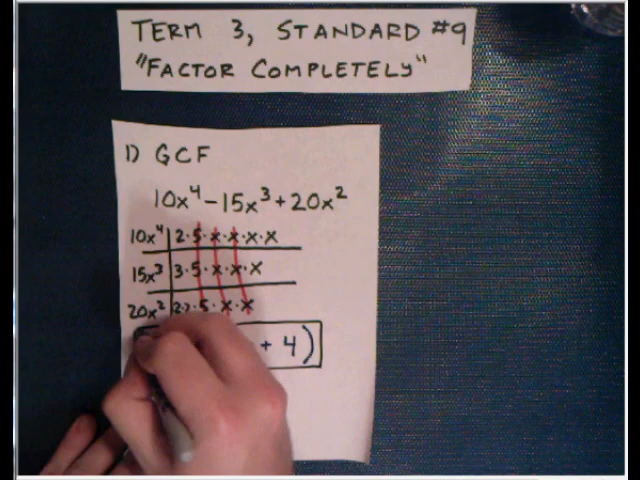 TERM 3, STANDARD #9
"FACTOR COMPLETELY"
1) GCF
10x⁴ - 15x³ + 20x²
10x⁴ | 2·5·x·x·x·x
15x³ | 3·5·x·x·x
20x² | 2·2·5·x·x
+ 4)